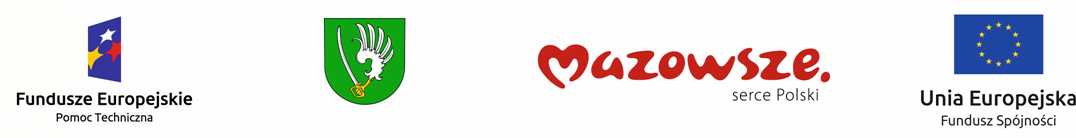 Fundusze Europejskie
Pomoc Techniczna
mazowsze.
serce Polski
Unia Europejska
Fundusz Spójności